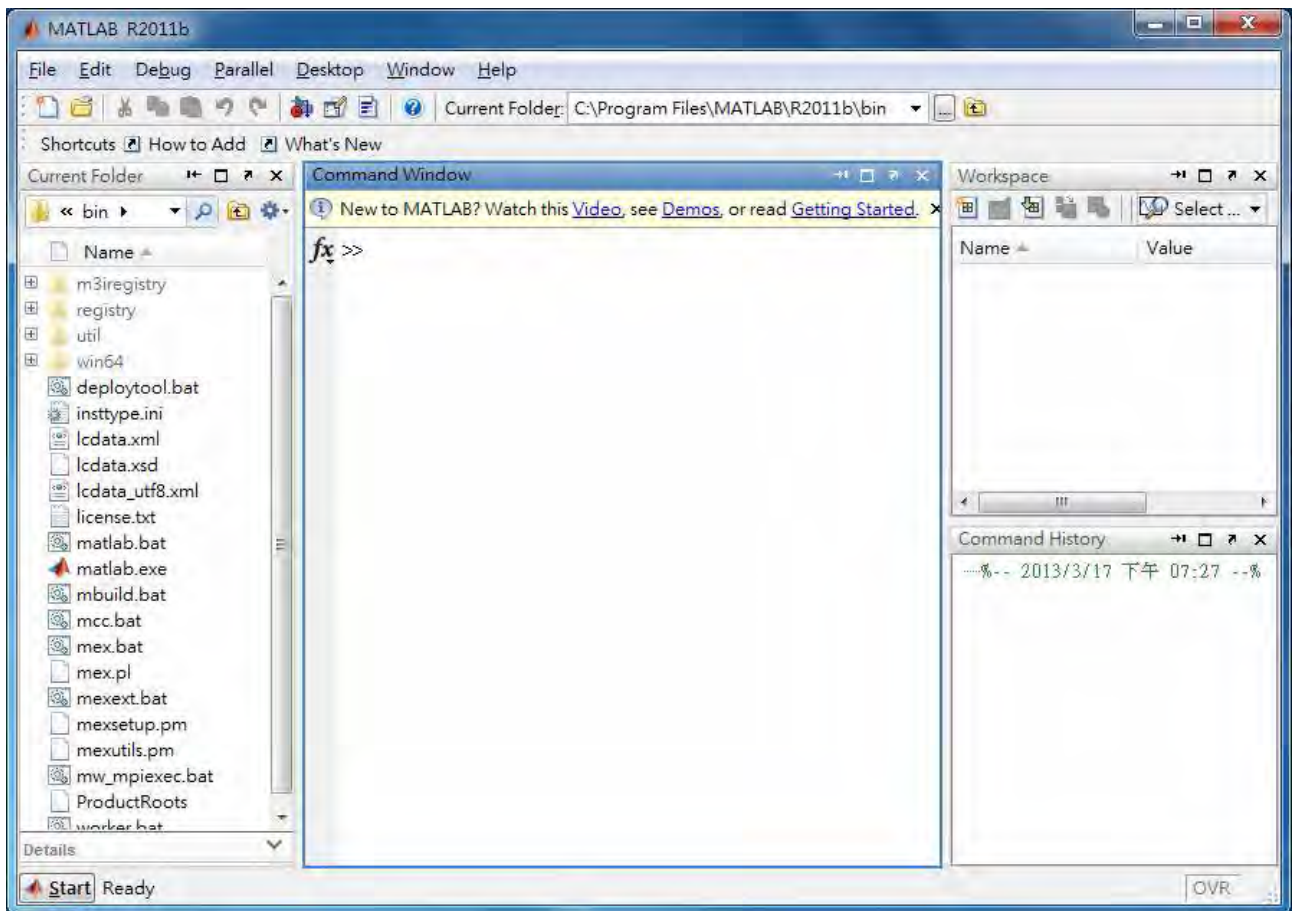 MATLAB R2011b
File Edit Debug Parallel Desktop Window Help
Current Folder: C:\Program Files\MATLAB\R2011b\bin
Shortcuts How to Add What's New
Current Folder
« bin
Name
m3iregistry
registry
util
win64
deploytool.bat
insttype.ini
lcdata.xml
lcdata.xsd
lcdata_utf8.xml
license.txt
matlab.bat
matlab.exe
mbuild.bat
mcc.bat
mex.bat
mex.pl
mexext.bat
mexsetup.pm
mexutils.pm
mw_mpiexec.bat
ProductRoots
worker.bat
Details
Command Window
New to MATLAB? Watch this Video, see Demos, or read Getting Started.
fx >>
Workspace
Select ...
Name Value
Command History
%-- 2013/3/17 下午 07:27 --%
Start Ready
OVR